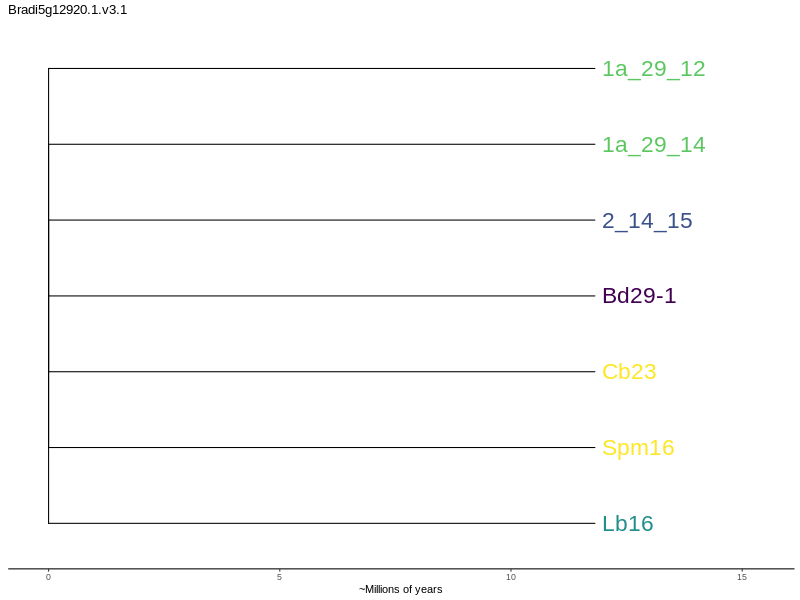 Bradi5g12920.1.v3.1
1a_29_12
1a_29_14
2_14_15
Bd29-1
Cb23
Spm16
Lb16
0 5 10 15
~Millions of years